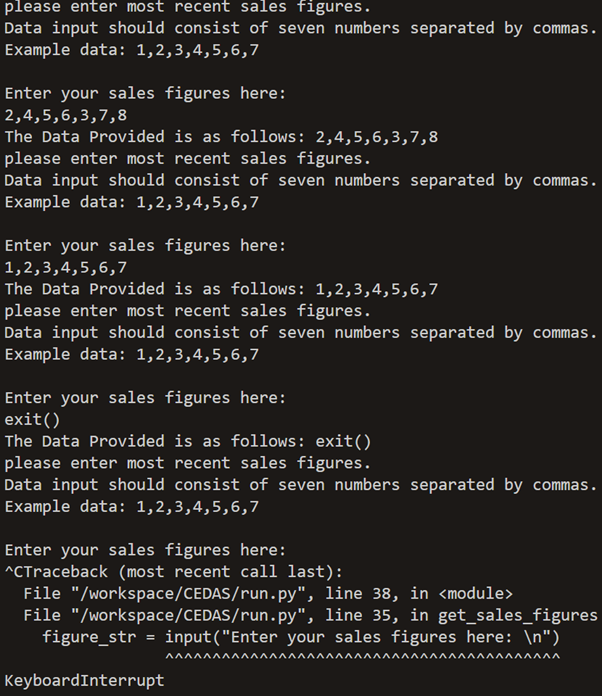 please enter most recent sales figures.
Data input should consist of seven numbers separated by commas.
Example data: 1,2,3,4,5,6,7
Enter your sales figures here:
2,4,5,6,3,7,8
The Data Provided is as follows: 2,4,5,6,3,7,8
please enter most recent sales figures.
Data input should consist of seven numbers separated by commas.
Example data: 1,2,3,4,5,6,7
Enter your sales figures here:
1,2,3,4,5,6,7
The Data Provided is as follows: 1,2,3,4,5,6,7
please enter most recent sales figures.
Data input should consist of seven numbers separated by commas.
Example data: 1,2,3,4,5,6,7
Enter your sales figures here:
exit()
The Data Provided is as follows: exit()
please enter most recent sales figures.
Data input should consist of seven numbers separated by commas.
Example data: 1,2,3,4,5,6,7
Enter your sales figures here:
^CTraceback (most recent call last):
  File "/workspace/CEDAS/run.py", line 38, in <module>
  File "/workspace/CEDAS/run.py", line 35, in get_sales_figures
    figure_str = input("Enter your sales figures here: \n")
                 ^^^^^^^^^^^^^^^^^^^^^^^^^^^^^^^^^^^^^^^^^^
KeyboardInterrupt